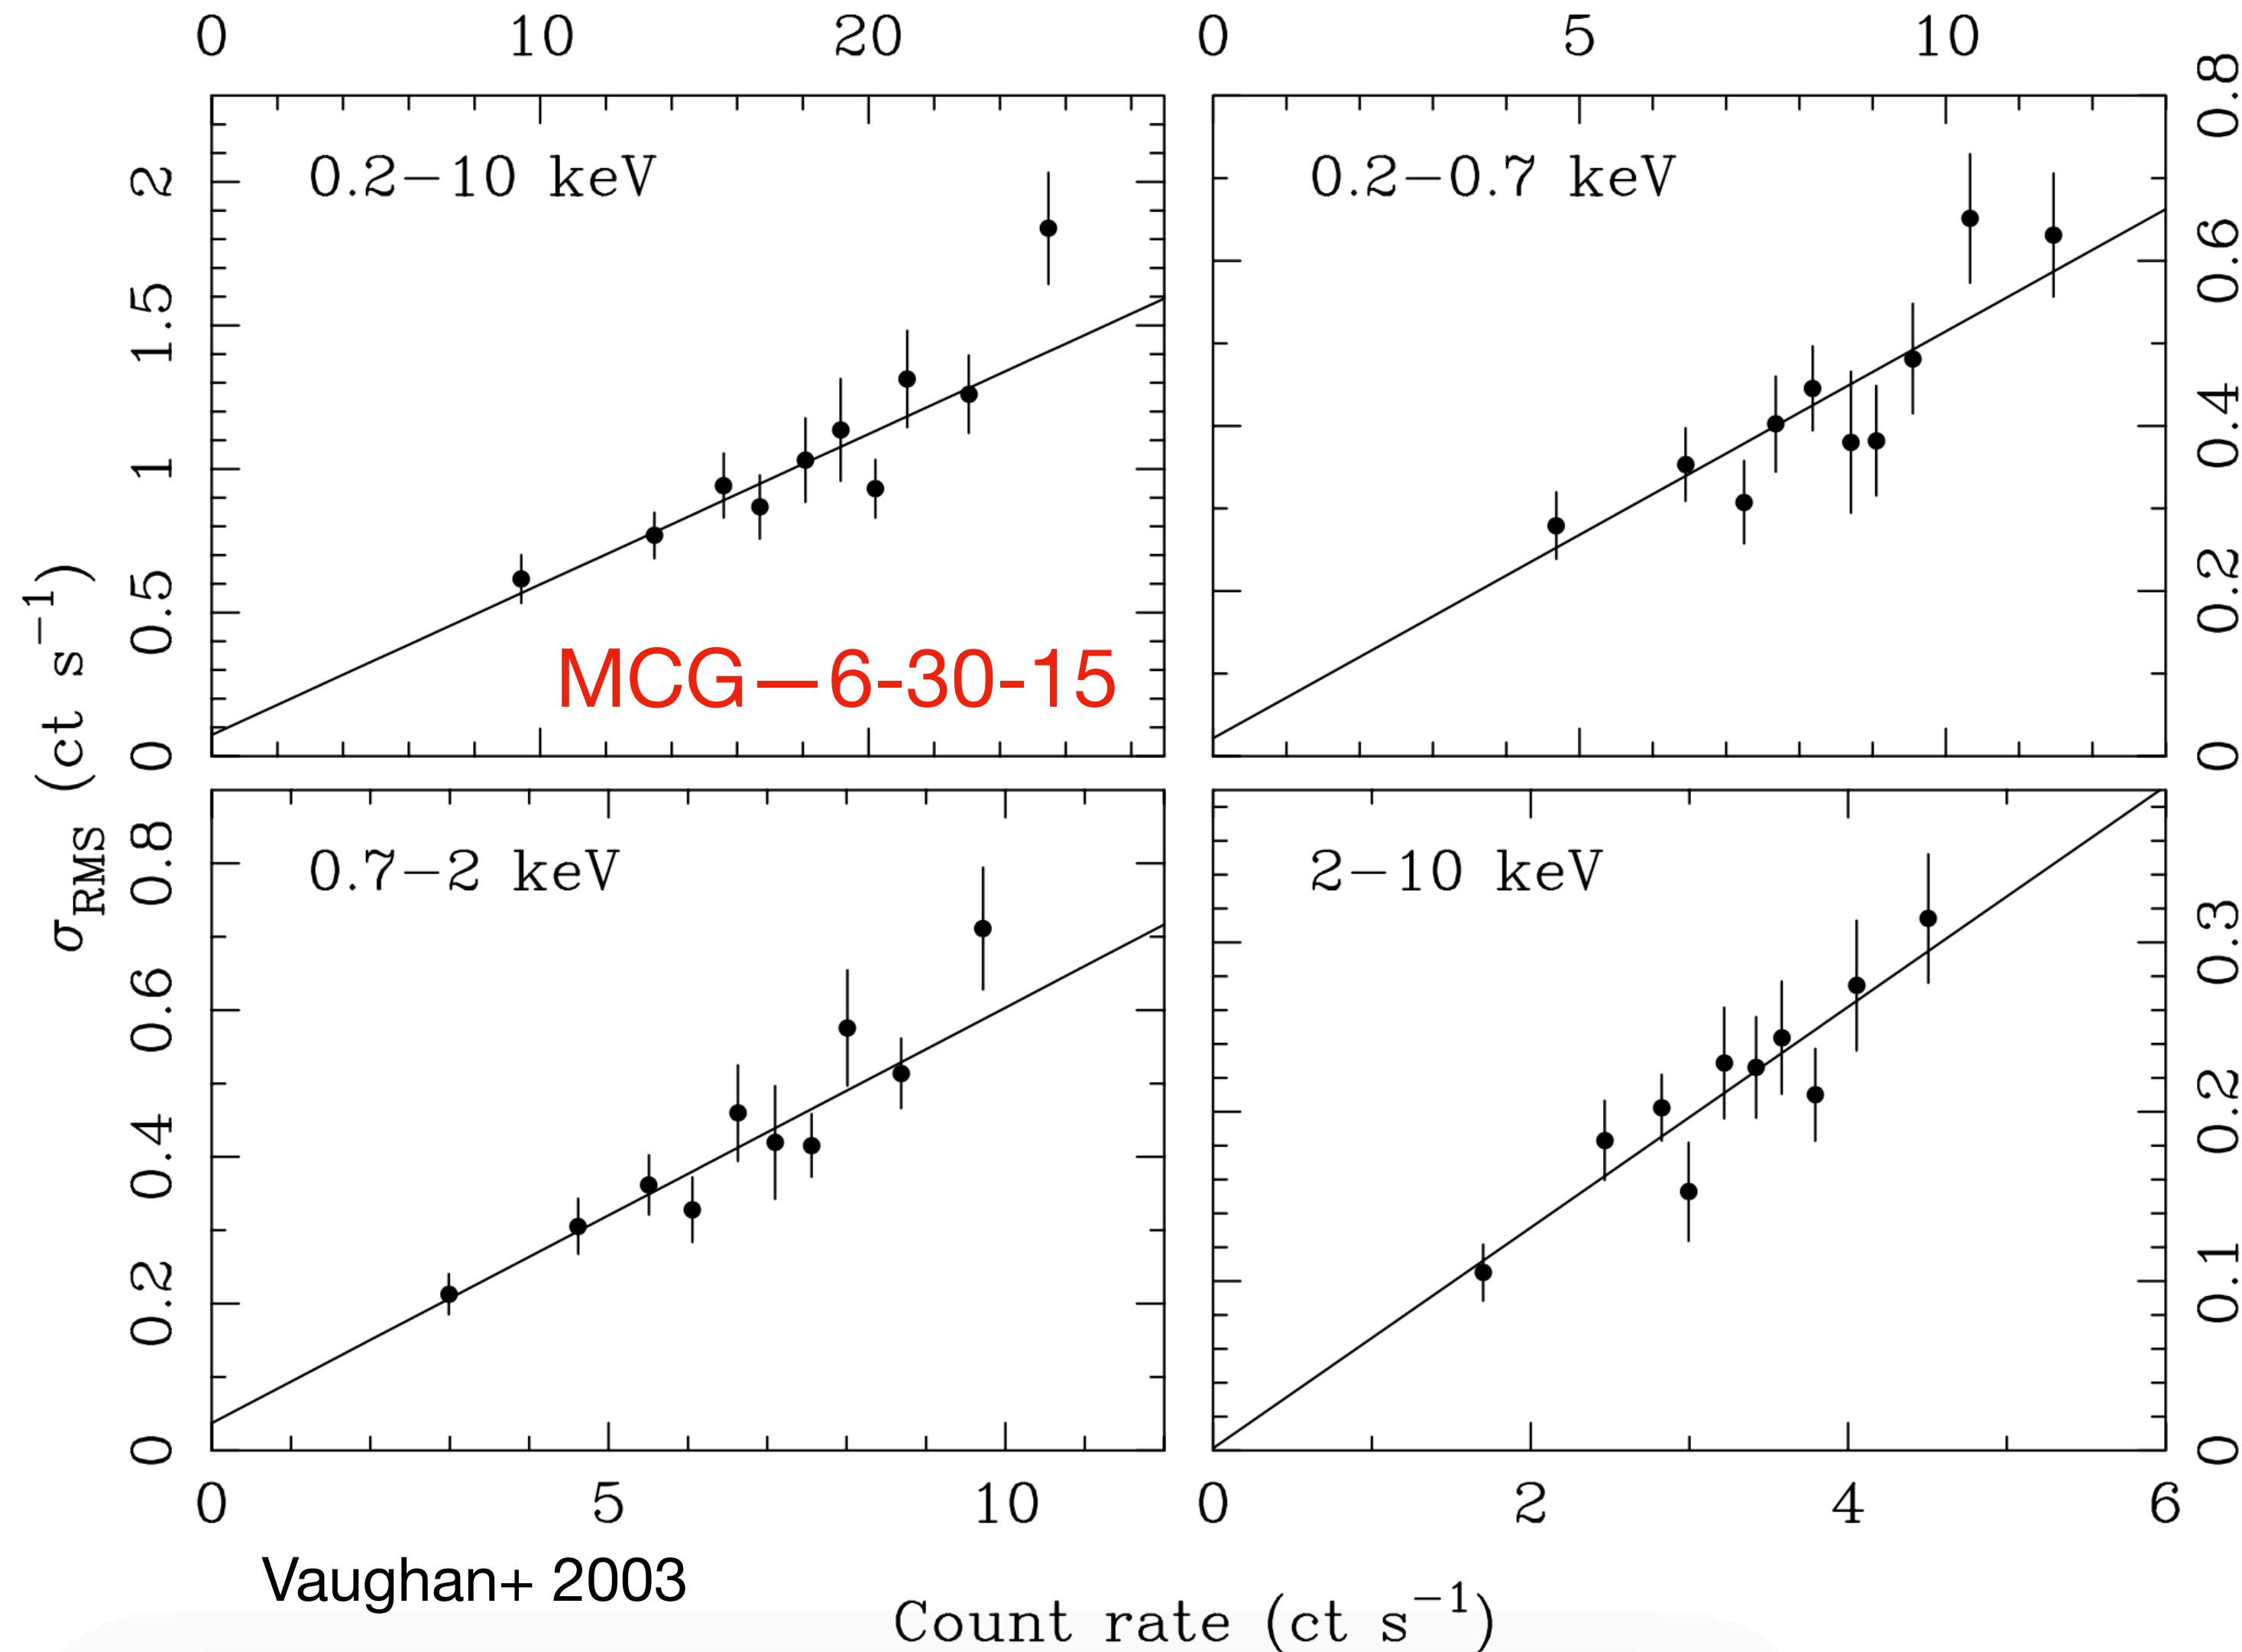 0 10 20 0 5 10
0.2−10 keV
0.2−0.7 keV
0 0.5 1 1.5 2
0 0.2 0.4 0.6 0.8
MCG—6-30-15
σRMS (ct s−1)
0.7−2 keV
2−10 keV
0 0.2 0.4 0.6 0.8
0 0.1 0.2 0.3
0 5 10 0 2 4 6
Vaughan+ 2003
Count rate (ct s−1)